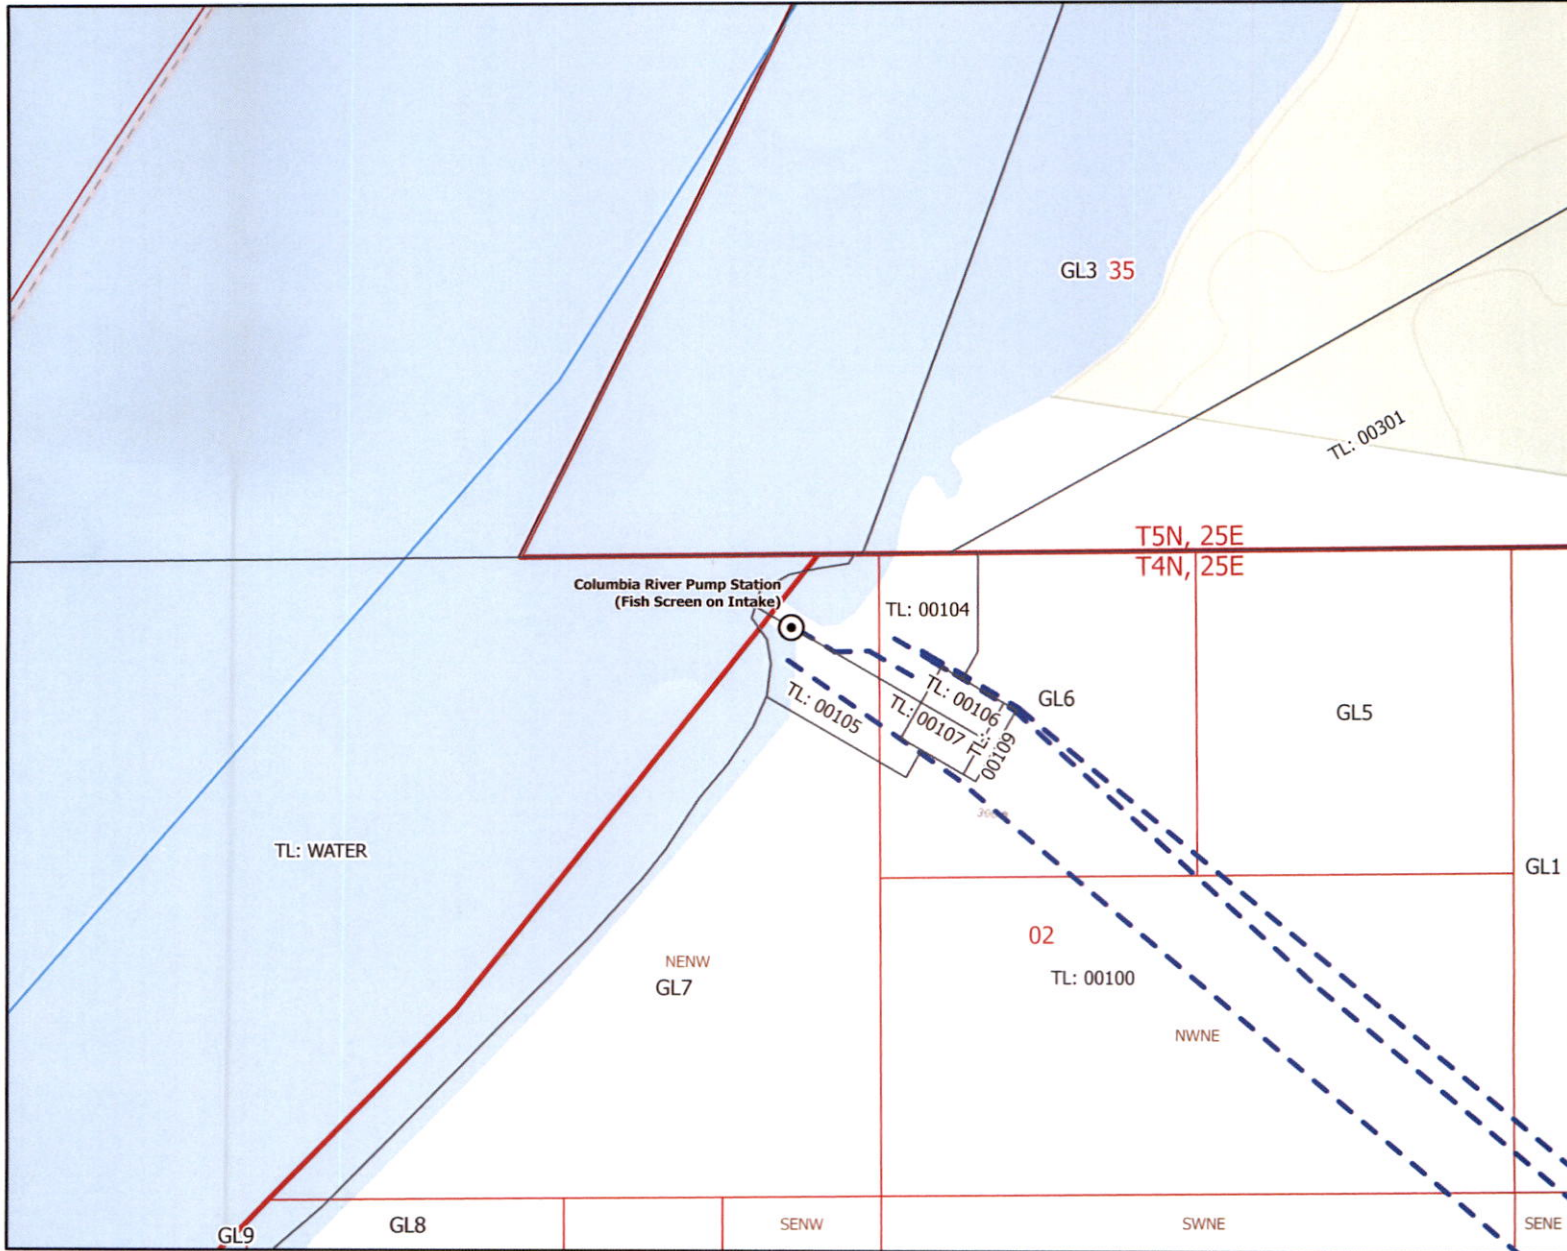 GL3 35
TL: 00301
T5N, 25E
T4N, 25E
Columbia River Pump Station
(Fish Screen on Intake)
TL: 00104
TL: 00106
TL: 00107
TL: 00109
TL: 00105
GL6
GL5
TL: WATER
GL1
02
NENW
GL7
TL: 00100
NWNE
GL9
GL8
SENW
SWNE
SENE